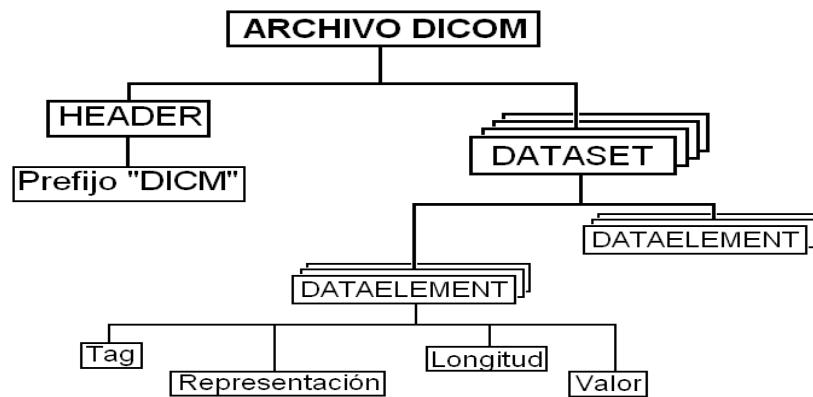 ARCHIVO DICOM
HEADER
Prefijo "DICM"
DATASET
DATAELEMENT
DATAELEMENT
Tag
Representación
Longitud
Valor